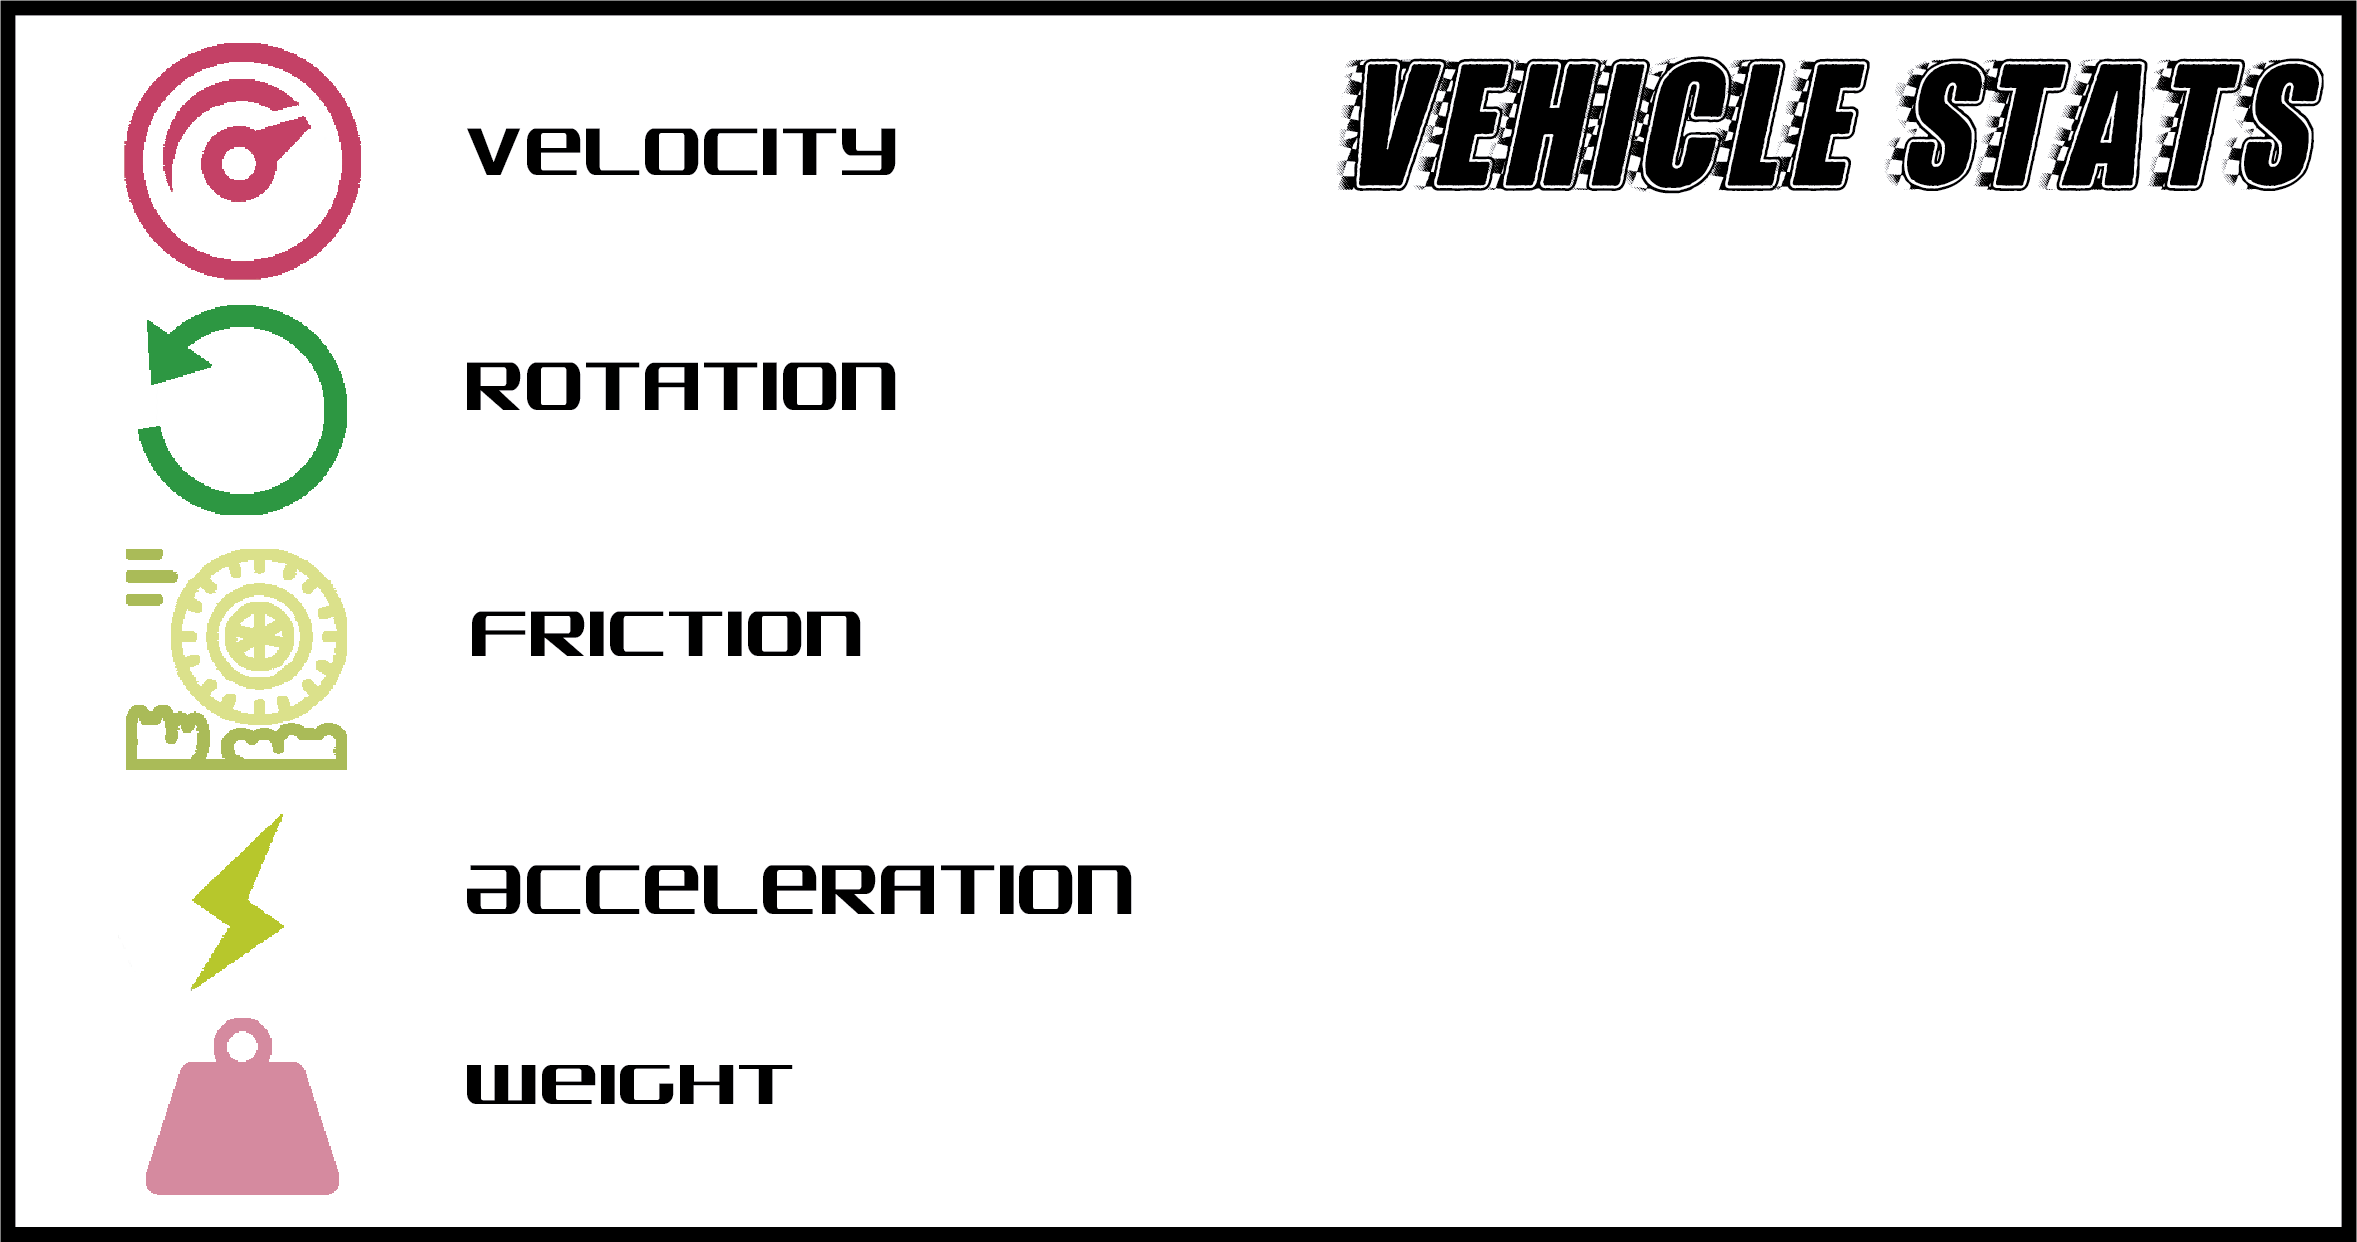 VELOCITY
VEHICLE STATS
ROTATION
FRICTION
ACCELERATION
WEIGHT